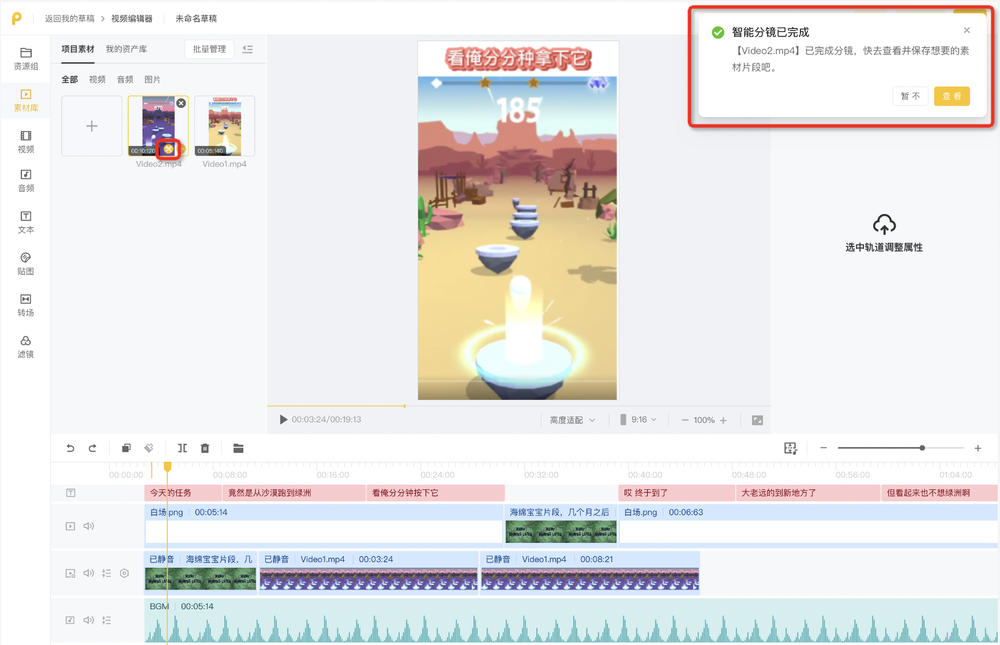 返回我的草稿 > 视频编辑器 未命名草稿
智能分镜已完成
【Video2.mp4】已完成分镜，快去查看并保存想要的素
材片段吧。
暂 不 查 看
资源组
素材库
视频
音频
文本
贴图
转场
滤镜
项目素材 我的资产库 批量管理
全部 视频 音频 图片
00:10:120
00:05:140
Video2.mp4 Video1.mp4
看俺分分种拿下它
185
选中轨道调整属性
00:03:24/00:19:13 高度适配 9:16 100%
00:00:00 00:08:00 00:16:00 00:24:00 00:32:00 00:40:00 00:48:00 00:56:00 01:04:00
今天的任务 竟然是从沙漠跑到绿洲 看俺分分钟按下它 哎 终于到了 大老远的到新地方了 但看起来也不想绿洲啊
白场.png 00:05:14 海绵宝宝片段，几个月之后 白场.png 00:06:63
已静音 海绵宝宝片段，几 已静音 Video1.mp4 00:03:24 已静音 Video1.mp4 00:08:21
BGM 00:05:14